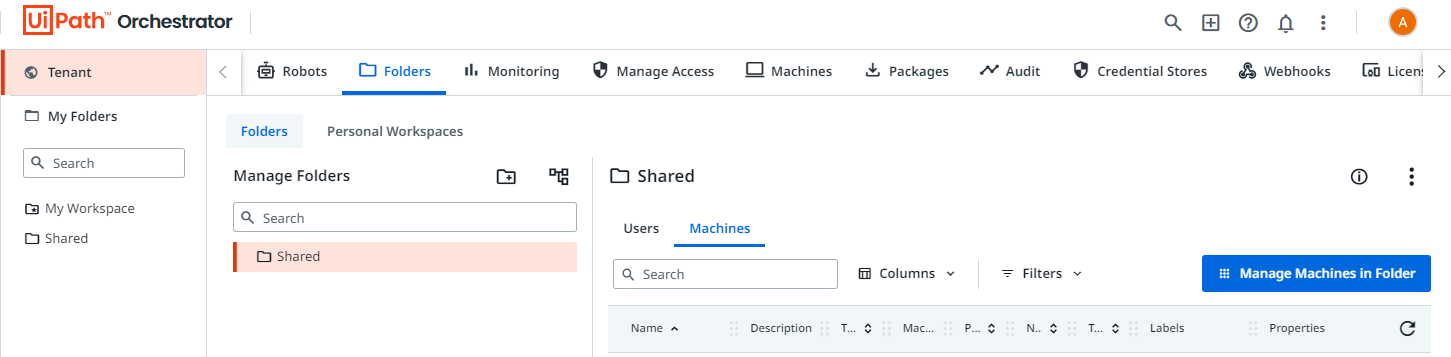 UiPath™ Orchestrator
A
Tenant
Robots Folders Monitoring Manage Access Machines Packages Audit Credential Stores Webhooks Licen
My Folders
Folders Personal Workspaces
Search
Manage Folders
Shared
Search
My Workspace
Shared
Shared
Users Machines
Search Columns Filters Manage Machines in Folder
Name Description T... Mac... P... N... T... Labels Properties